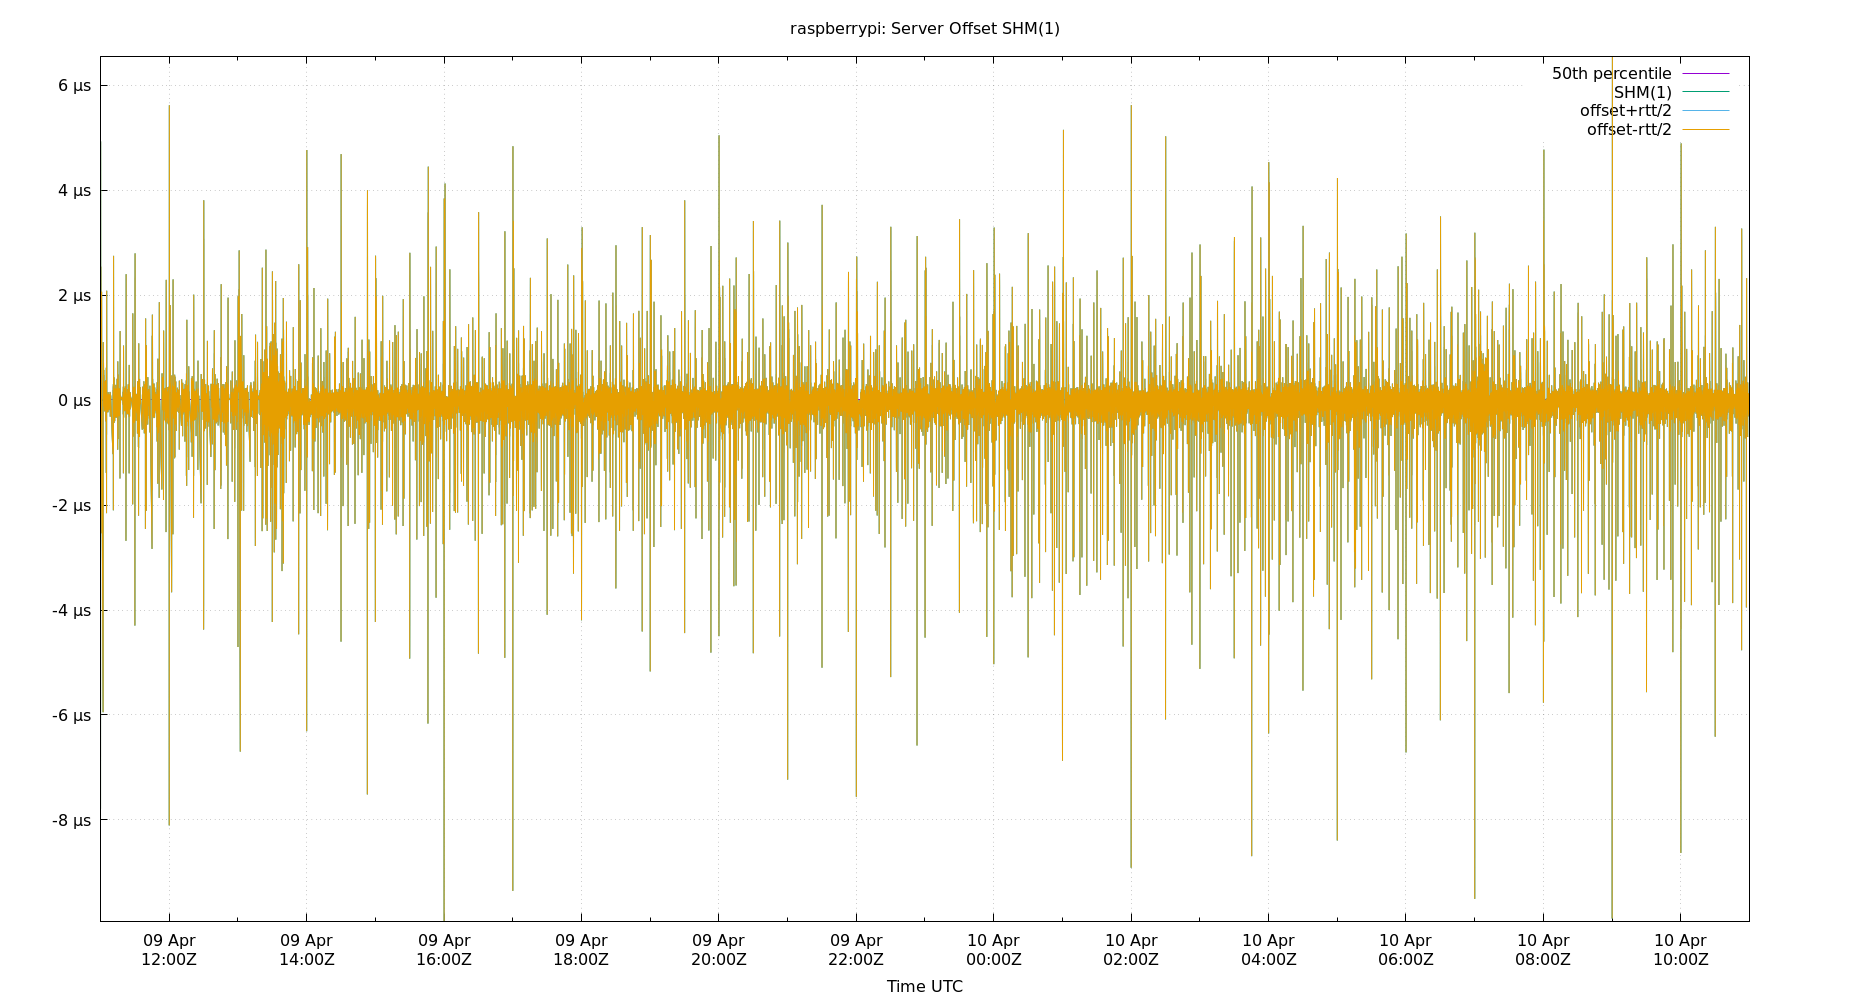 raspberrypi: Server Offset SHM(1)
50th percentile
SHM(1)
offset+rtt/2
offset-rtt/2
6 µs
4 µs
2 µs
0 µs
-2 µs
-4 µs
-6 µs
-8 µs
09 Apr 09 Apr 09 Apr 09 Apr 09 Apr 09 Apr 10 Apr 10 Apr 10 Apr 10 Apr 10 Apr 10 Apr
12:00Z 14:00Z 16:00Z 18:00Z 20:00Z 22:00Z 00:00Z 02:00Z 04:00Z 06:00Z 08:00Z 10:00Z
Time UTC